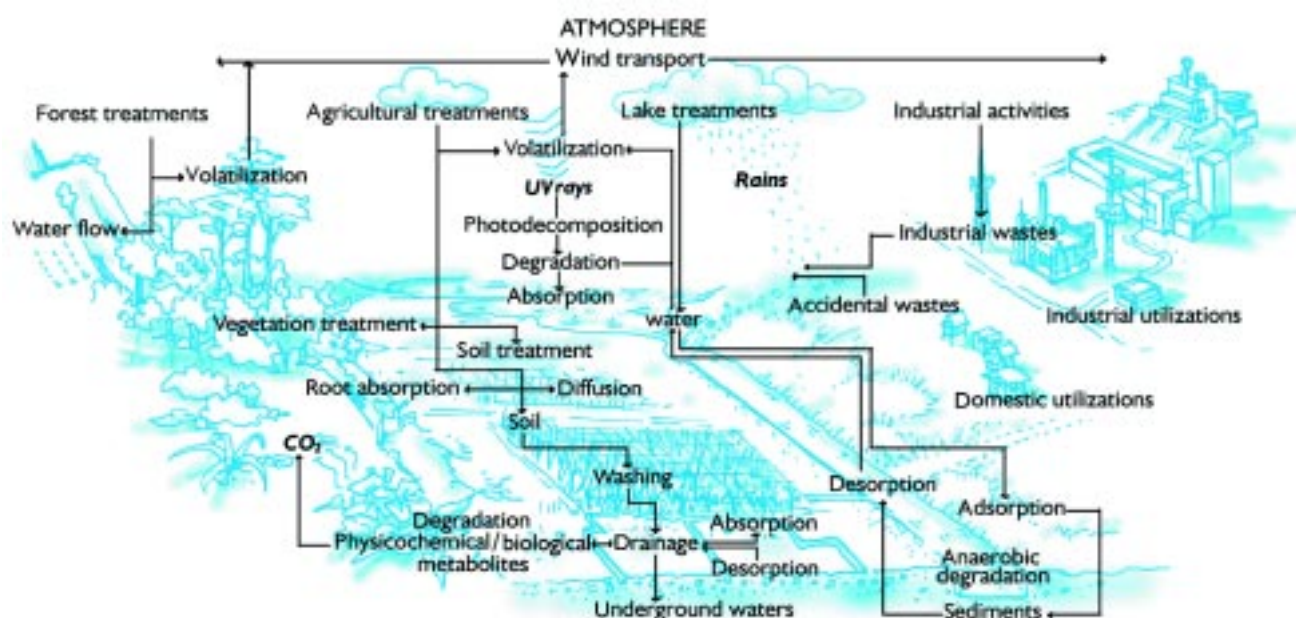 ATMOSPHERE
Wind transport
Forest treatments
Agricultural treatments
Lake treatments
Industrial activities
Volatilization
Volatilization
UV rays
Rains
Water flow
Photodecomposition
Industrial wastes
Degradation
Absorption
Accidental wastes
Vegetation treatment
water
Industrial utilizations
Soil treatment
Root absorption
Diffusion
Domestic utilizations
Soil
CO2
Washing
Desorption
Adsorption
Degradation
Physicochemical/biological
metabolites
Drainage
Absorption
Desorption
Anaerobic
degradation
Underground waters
Sediments